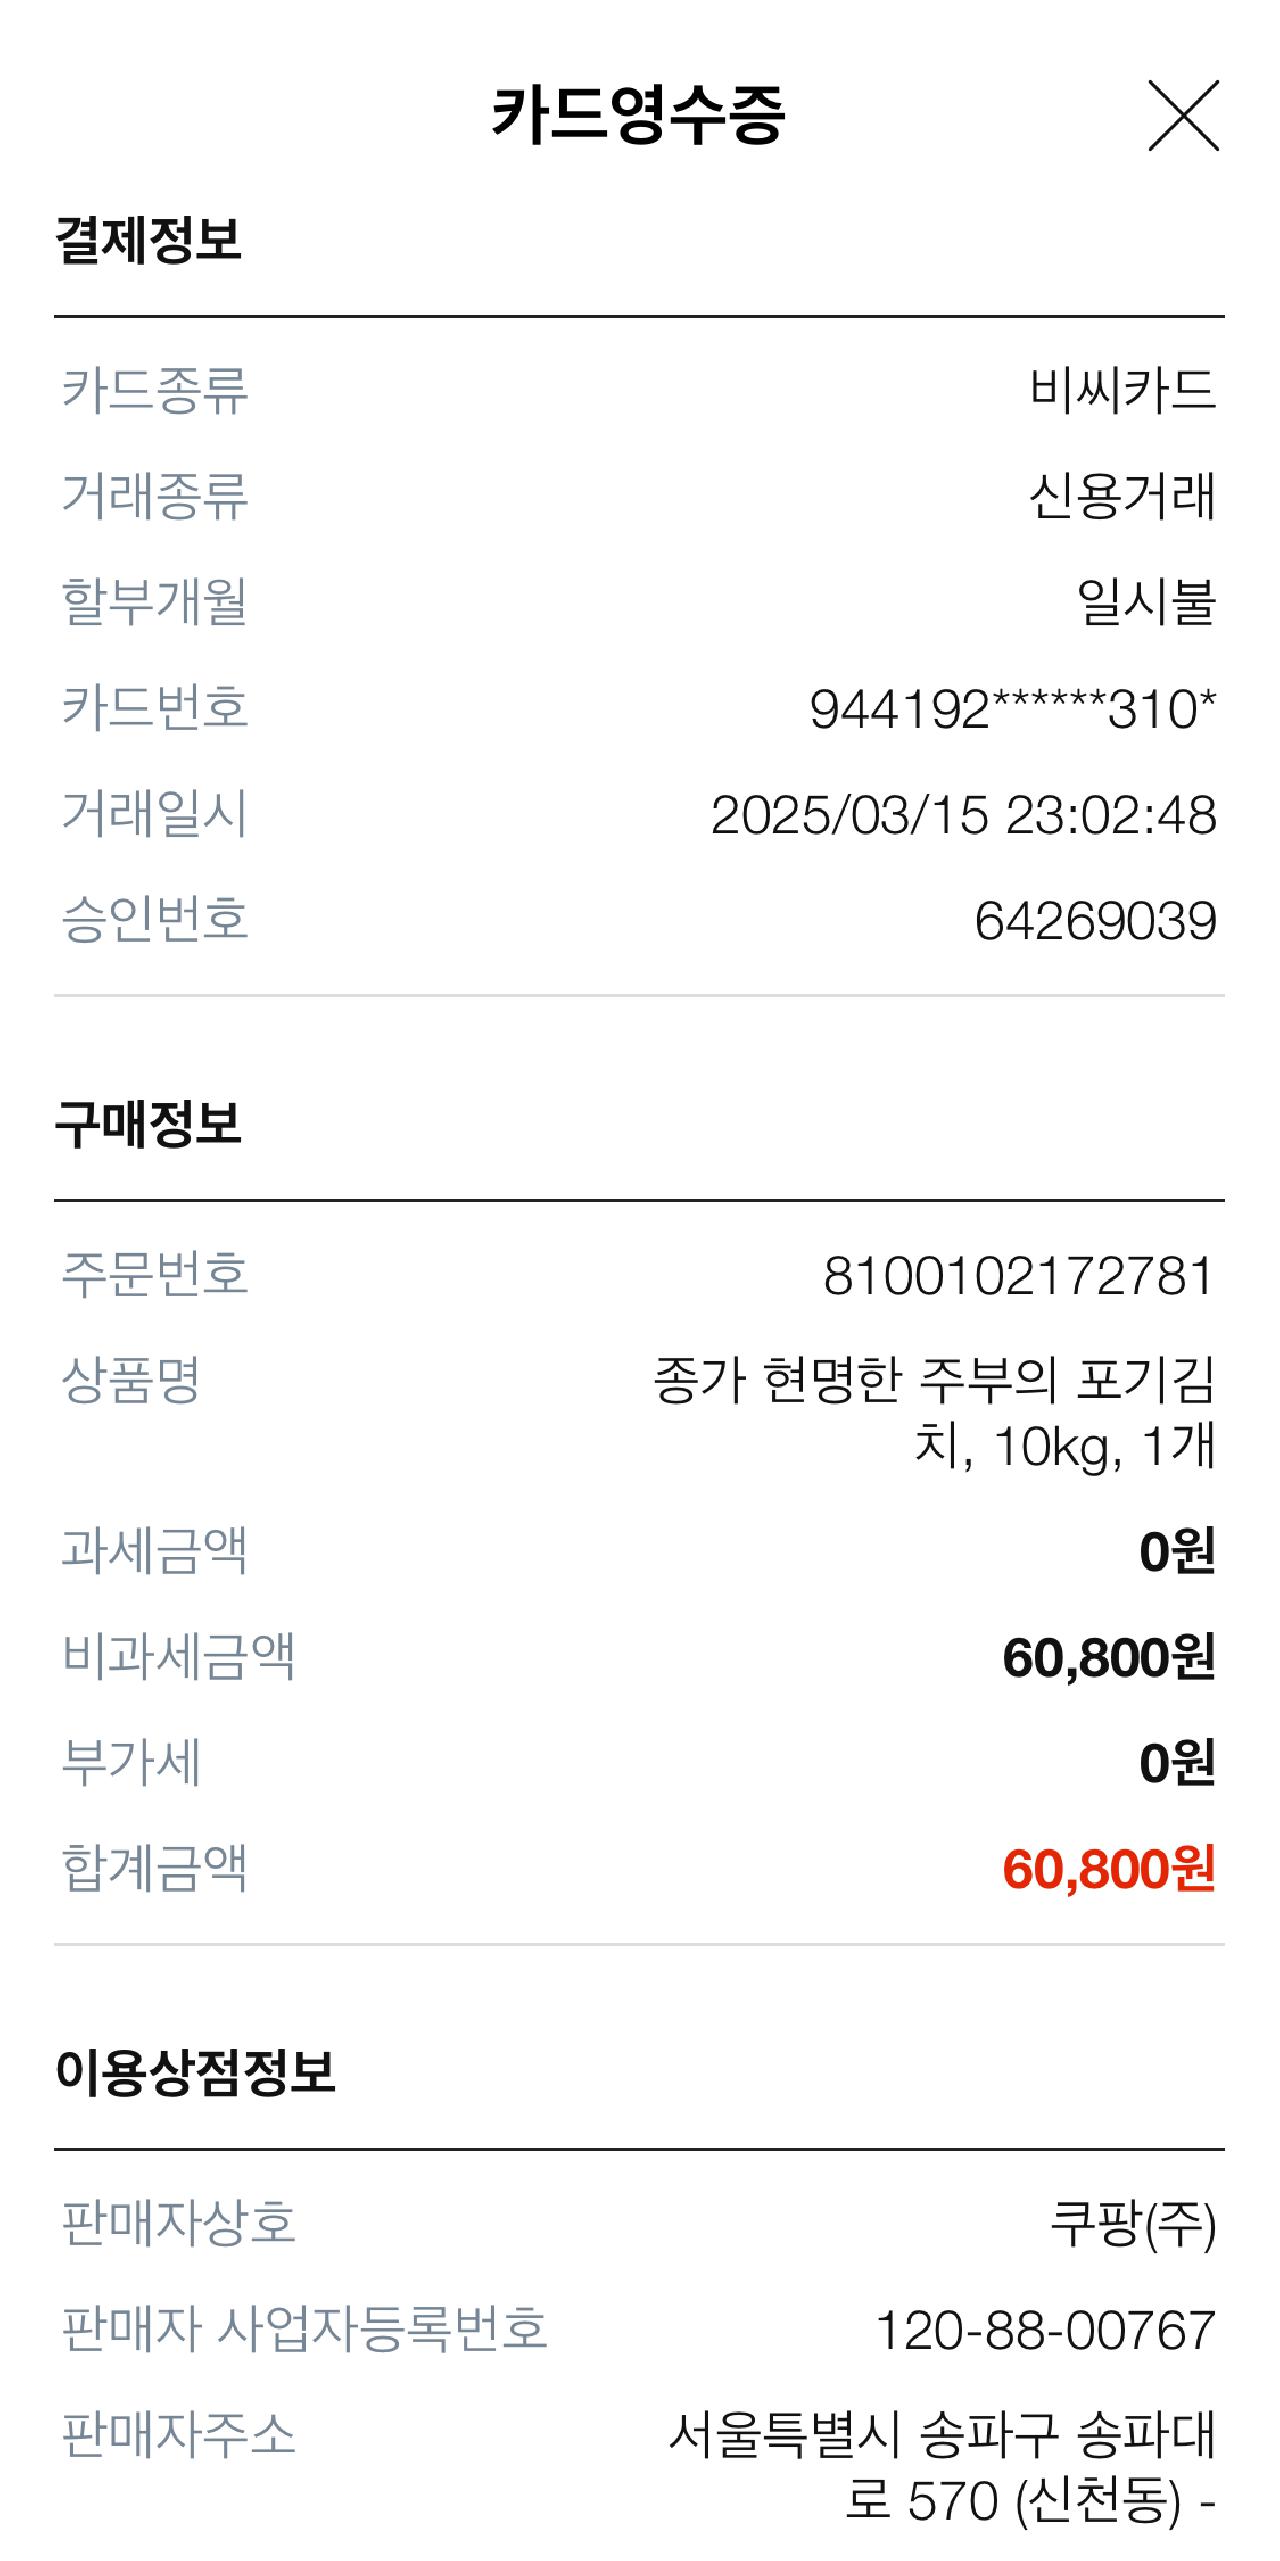 카드영수증
결제정보
카드종류 비씨카드
거래종류 신용거래
할부개월 일시불
카드번호 944192******310*
거래일시 2025/03/15 23:02:48
승인번호 64269039
구매정보
주문번호 8100102172781
상품명 종가 현명한 주부의 포기김
치, 10kg, 1개
과세금액 0원
비과세금액 60,800원
부가세 0원
합계금액 60,800원
이용상점정보
판매자상호 쿠팡(주)
판매자 사업자등록번호 120-88-00767
판매자주소 서울특별시 송파구 송파대
로 570 (신천동) -